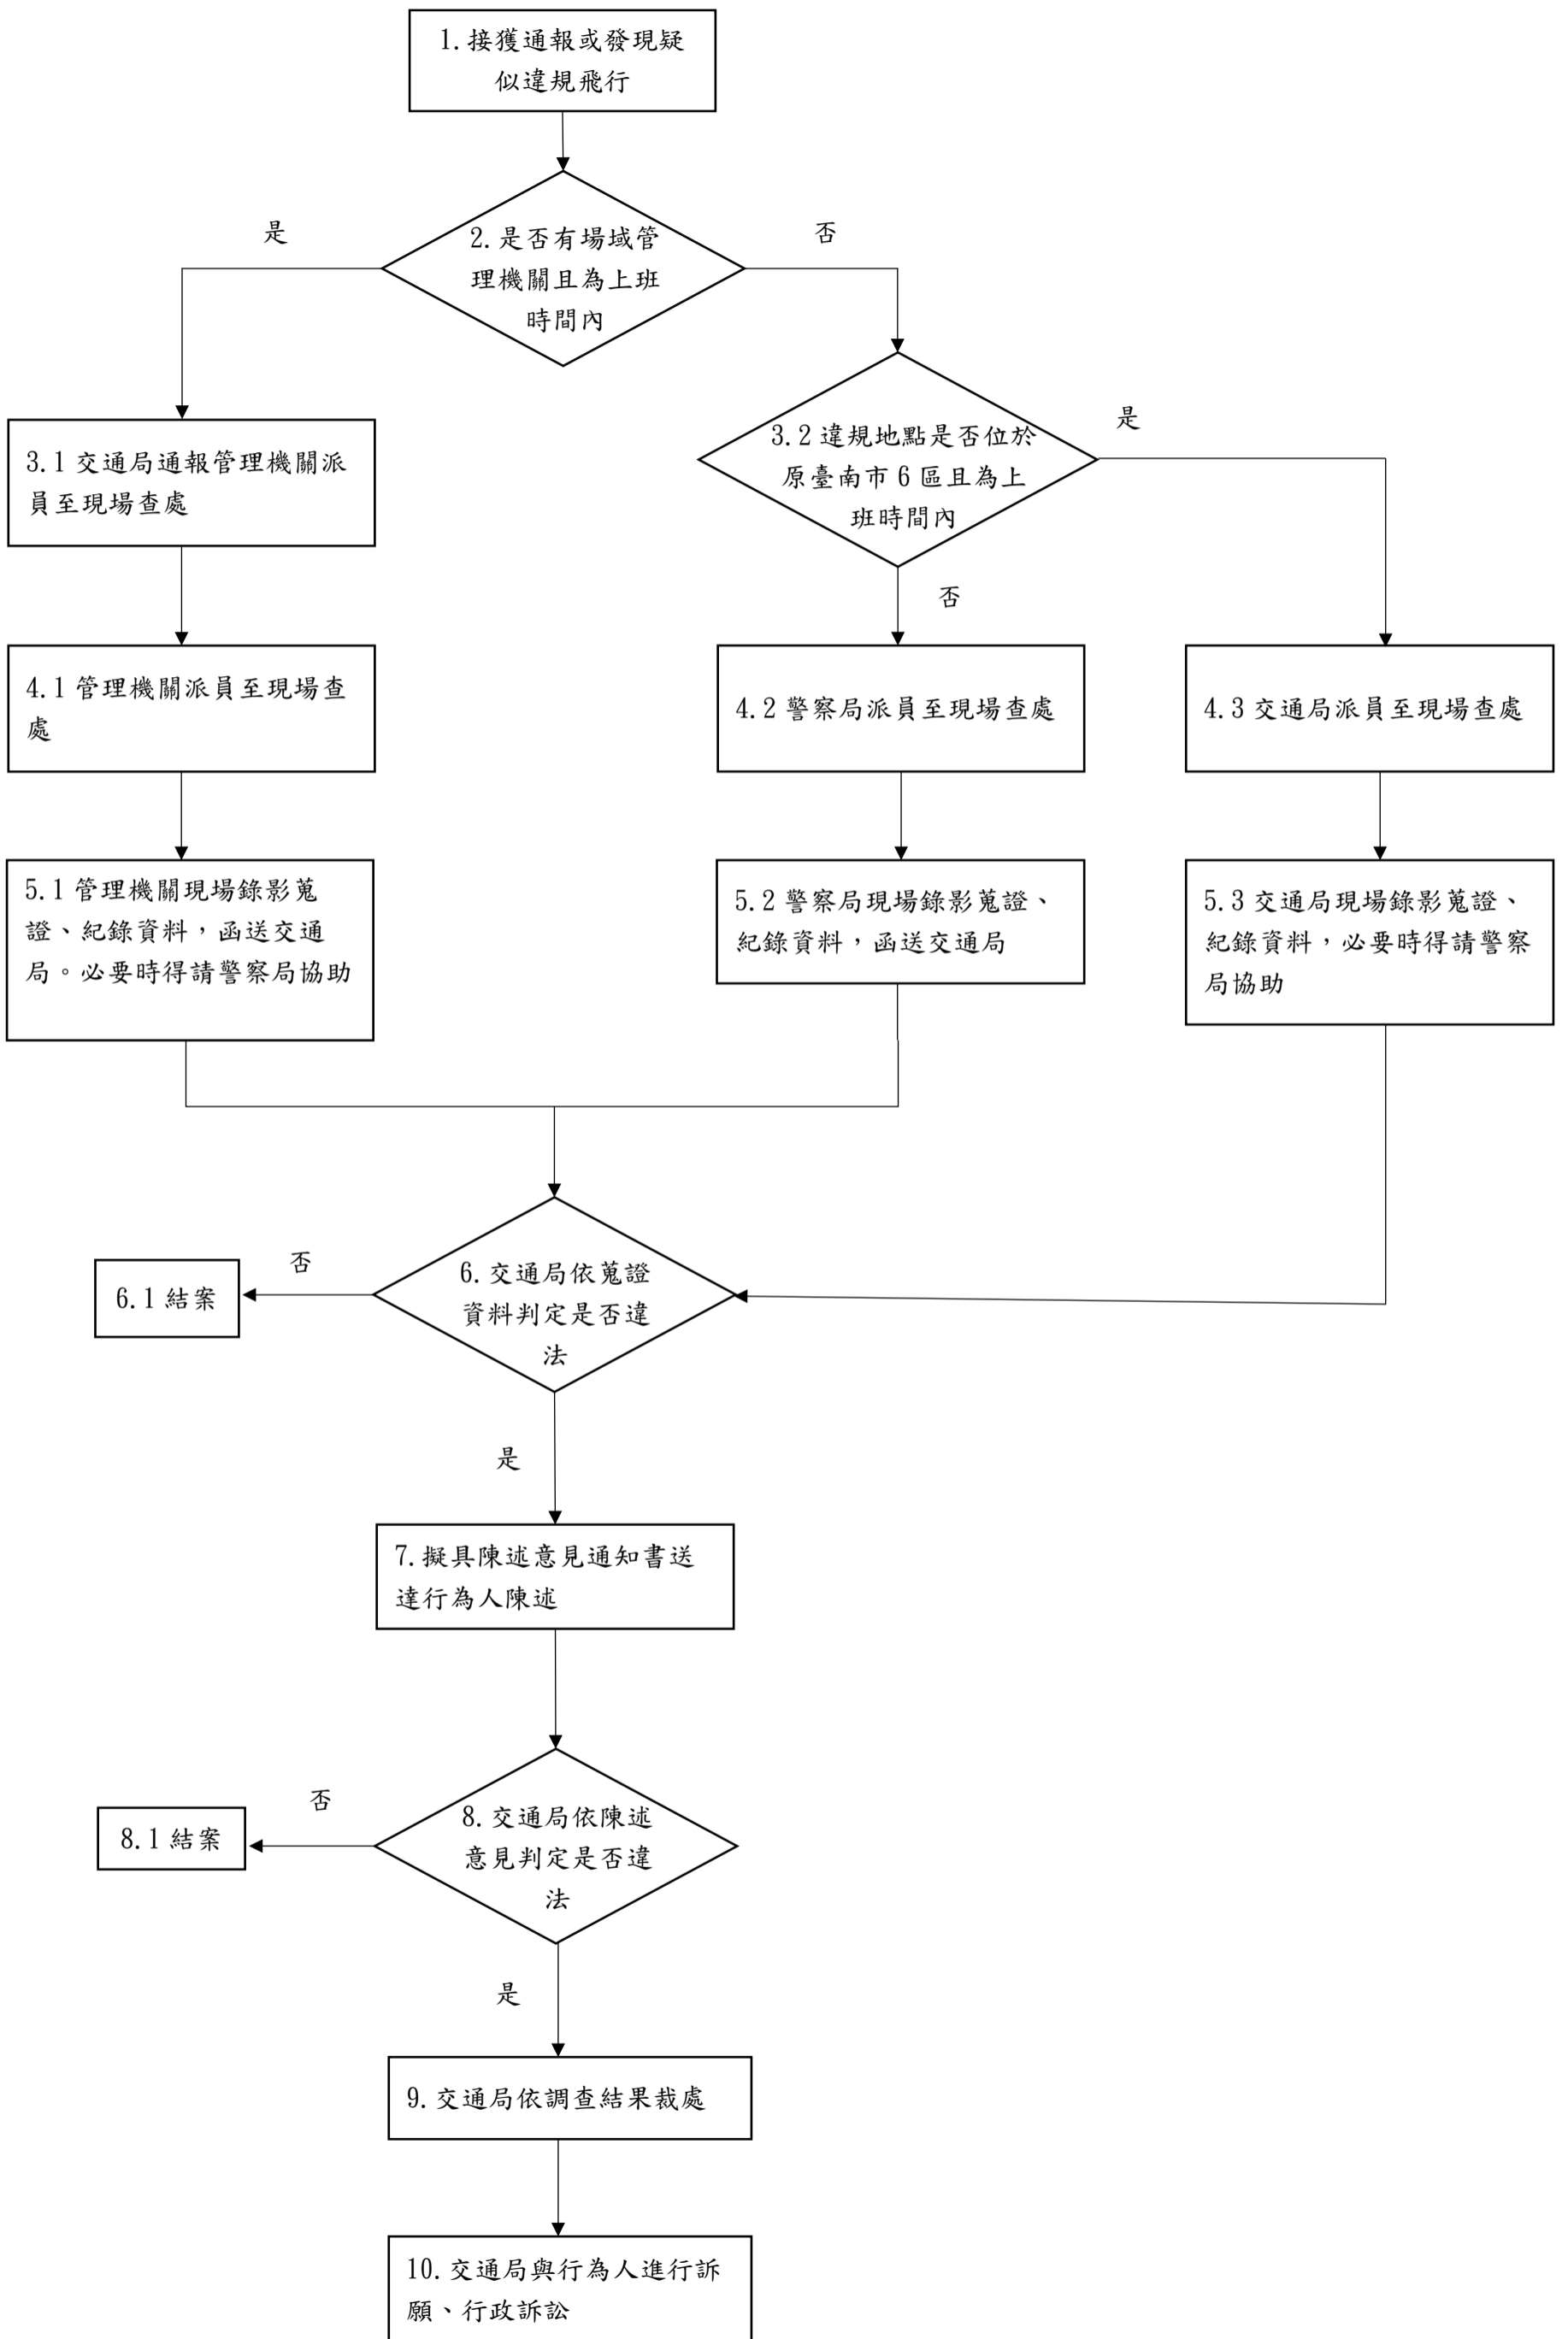 1.接獲通報或發現疑
似違規飛行
是
否
2.是否有場域管
理機關且為上班
時間內
3.1 交通局通報管理機關派
員至現場查處
3.2 違規地點是否位於
原臺南市 6 區且為上
班時間內
是
否
4.1 管理機關派員至現場查
處
4.2 警察局派員至現場查處
4.3 交通局派員至現場查處
5.1 管理機關現場錄影蒐
證、紀錄資料，函送交通
局。必要時得請警察局協助
5.2 警察局現場錄影蒐證、
紀錄資料，函送交通局
5.3 交通局現場錄影蒐證、
紀錄資料，必要時得請警察
局協助
6.交通局依蒐證
資料判定是否違
法
否
6.1 結案
是
7.擬具陳述意見通知書送
達行為人陳述
8.交通局依陳述
意見判定是否違
法
否
8.1 結案
是
9.交通局依調查結果裁處
10.交通局與行為人進行訴
願、行政訴訟